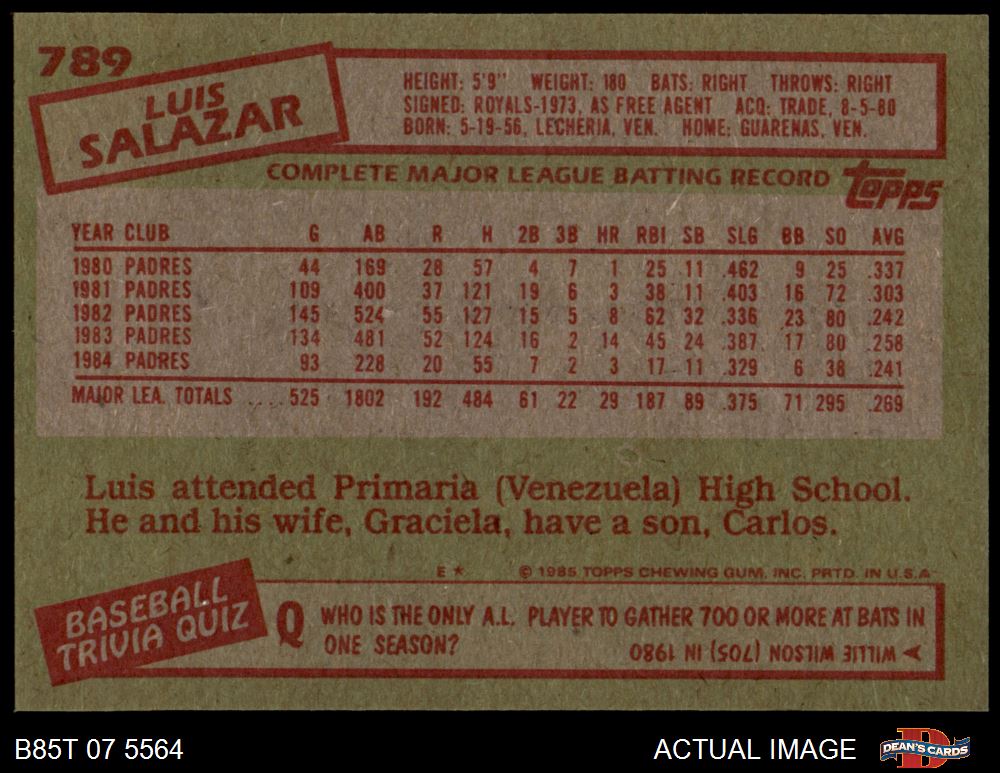 789
LUIS
SALAZAR
HEIGHT: 5'9" WEIGHT: 180 BATS: RIGHT THROWS: RIGHT
SIGNED: ROYALS-1973, AS FREE AGENT ACQ: TRADE, 8-5-80
BORN: 5-19-56, LECHERIA, VEN. HOME: GUARENAS, VEN.
COMPLETE MAJOR LEAGUE BATTING RECORD topps
YEAR CLUB G AB R H 2B 3B HR RBI SB SLG BB SO AVG
1980 PADRES 44 169 28 57 4 7 1 25 11 .462 9 25 .337
1981 PADRES 109 400 37 121 19 6 3 38 11 .403 16 72 .303
1982 PADRES 145 524 55 127 15 5 8 62 32 .336 23 80 .242
1983 PADRES 134 481 52 124 16 2 14 45 24 .387 17 80 .258
1984 PADRES 93 228 20 55 7 2 3 17 11 .329 6 38 .241
MAJOR LEA. TOTALS .... 525 1802 192 484 61 22 29 187 89 .375 71 295 .269
Luis attended Primaria (Venezuela) High School.
He and his wife, Graciela, have a son, Carlos.
E ★ © 1985 TOPPS CHEWING GUM, INC. PRTD. IN U.S.A.
BASEBALL
TRIVIA QUIZ
Q WHO IS THE ONLY A.L. PLAYER TO GATHER 700 OR MORE AT BATS IN
ONE SEASON?
A WILLIE WILSON (705) IN 1980
B85T 07 5564
ACTUAL IMAGE
D
DEAN'S CARDS